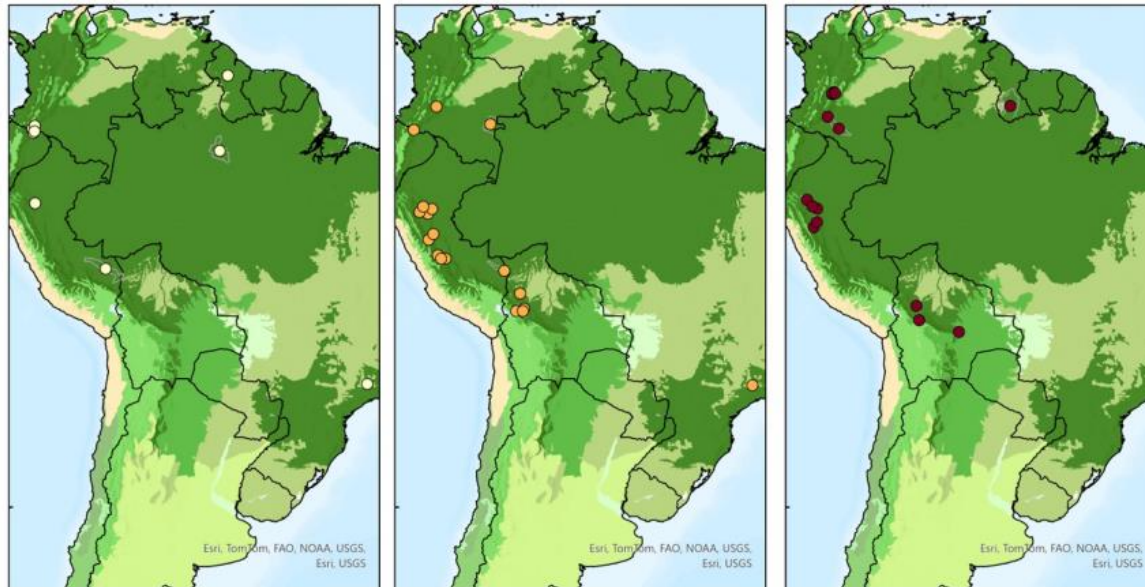 Esri, TomTom, FAO, NOAA, USGS,
Esri, USGS
Esri, TomTom, FAO, NOAA, USGS,
Esri, USGS
Esri, TomTom, FAO, NOAA, USGS,
Esri, USGS